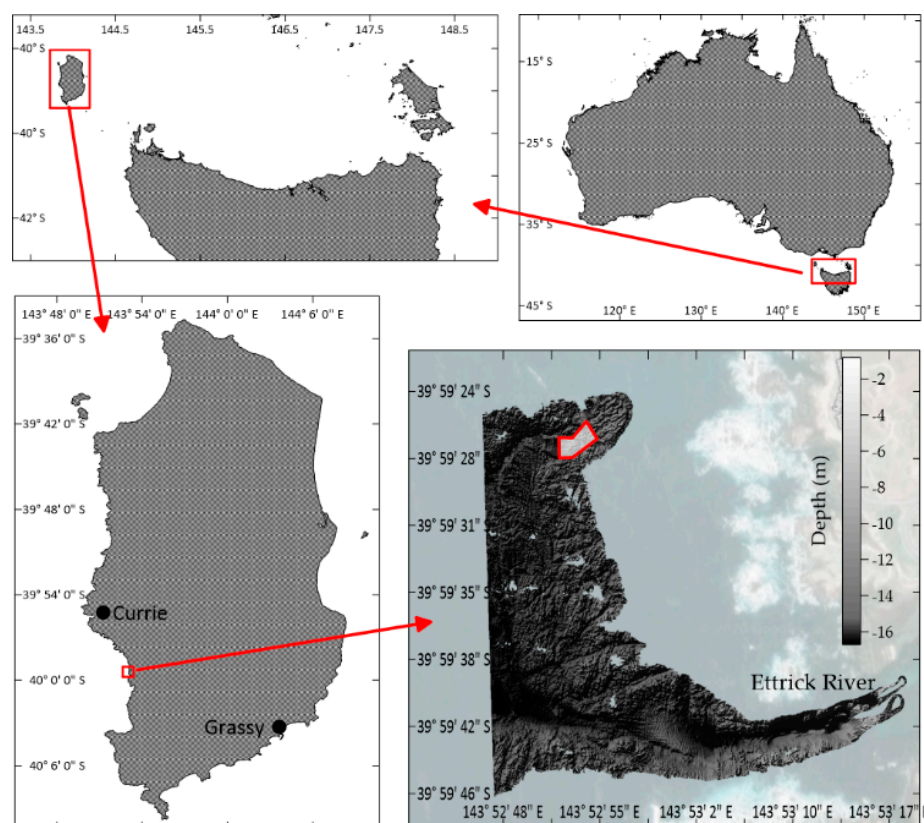 143.5 144.5 145.5 146.5 147.5 148.5
40° S
40° S
42° S
15° S
25° S
35° S
45° S
120° E 130° E 140° E 150° E
143° 48' 0" E 143° 54' 0" E 144° 6' 0" E
39° 36' 0" S
39° 42' 0" S
39° 48' 0" S
39° 54' 0" S
Currie
40° 0' 0" S
Grassy
40° 6' 0" S
39° 59' 24" S
39° 59' 28" S
39° 59' 31" S
39° 59' 35" S
39° 59' 38" S
39° 59' 42" S
39° 59' 46" S
143° 52' 48" E 143° 52' 55" E 143° 53' 2" E 143° 53' 10" E 143° 53' 17" E
Depth (m)
-2
-4
-6
-8
-10
-12
-14
-16
Ettrick River